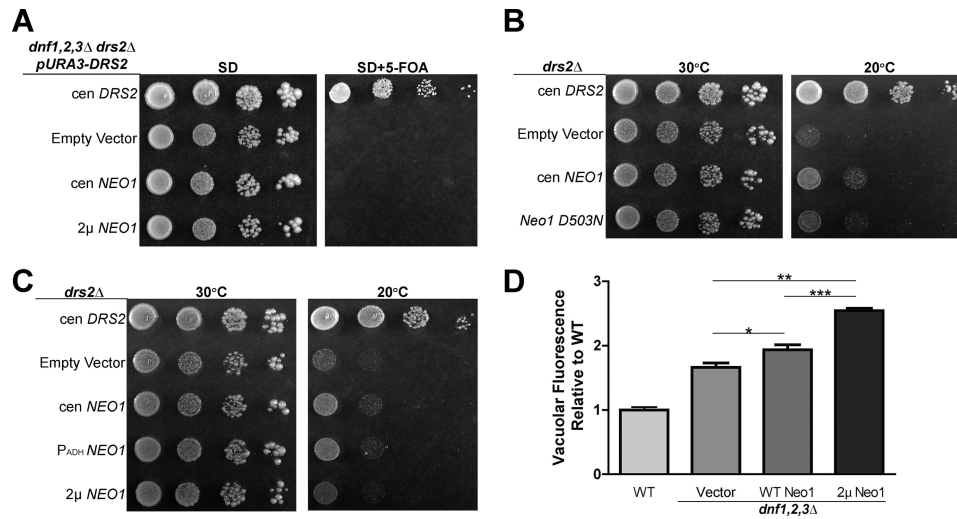 A
dnf1,2,3Δ drs2Δ
pURA3-DRS2
SD
SD+5-FOA
cen DRS2
Empty Vector
cen NEO1
2μ NEO1
B
drs2Δ
30°C
20°C
cen DRS2
Empty Vector
cen NEO1
Neo1 D503N
C
drs2Δ
30°C
20°C
cen DRS2
Empty Vector
cen NEO1
PADH NEO1
2μ NEO1
D
Vacuolar Fluorescence
Relative to WT
3
2
1
0
**
***
*
WT
Vector
WT Neo1
2μ Neo1
dnf1,2,3Δ